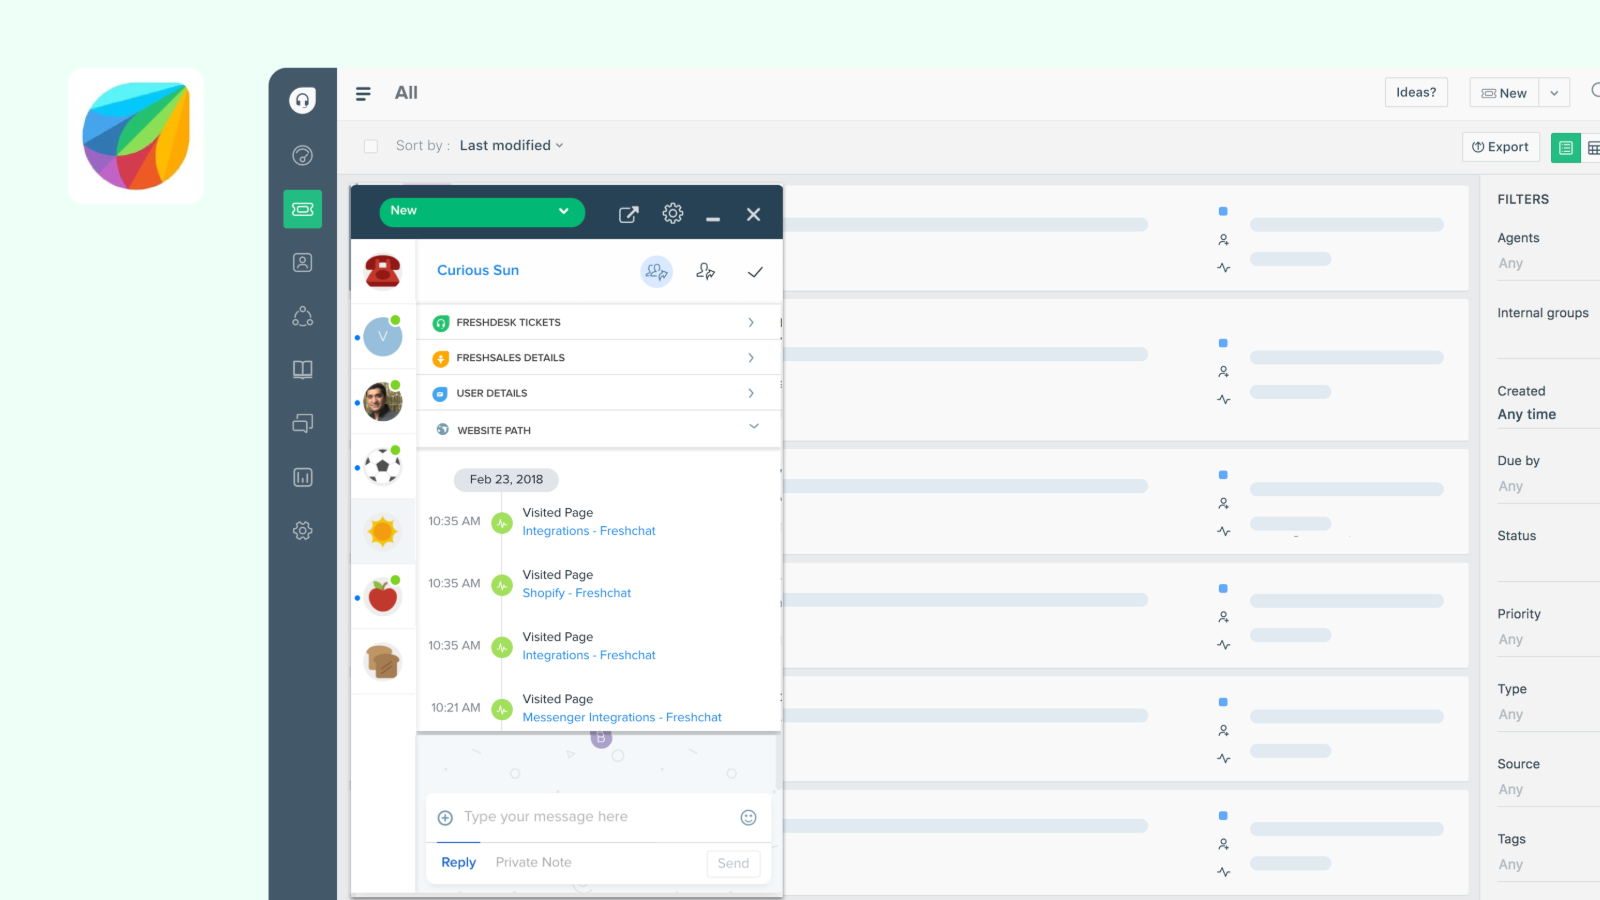 All
Ideas?
New
Sort by : Last modified
Export
New
Curious Sun
FRESHDESK TICKETS
FRESHSALES DETAILS
V
USER DETAILS
WEBSITE PATH
Feb 23, 2018
10:35 AM
Visited Page
Integrations - Freshchat
10:35 AM
Visited Page
Shopify - Freshchat
10:35 AM
Visited Page
Integrations - Freshchat
10:21 AM
Visited Page
Messenger Integrations - Freshchat
B
Type your message here
Reply
Private Note
Send
FILTERS
Agents
Any
Internal groups
Created
Any time
Due by
Any
Status
Priority
Any
Type
Any
Source
Any
Tags
Any